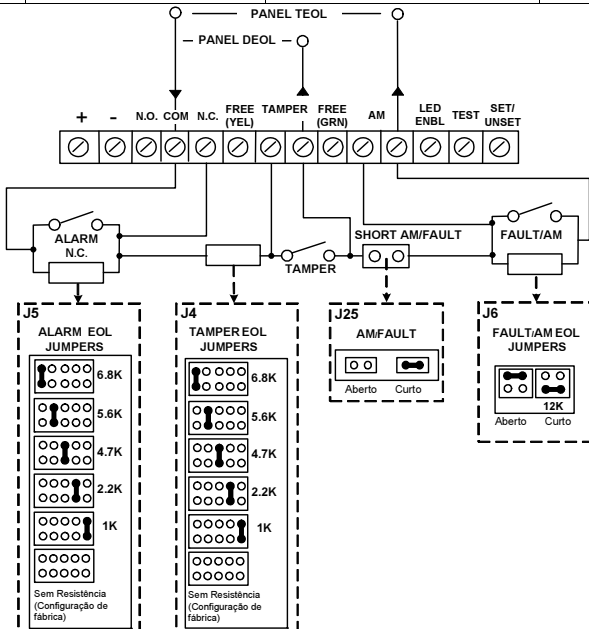 PANEL TEOL
PANEL DEOL
+ - N.O. COM N.C. FREE (YEL) TAMPER FREE (GRN) AM LED ENBL TEST SET/ UNSET
ALARM
N.C.
TAMPER
SHORT AM/FAULT
FAULT/AM
J5
ALARM EOL
JUMPERS
6.8K
5.6K
4.7K
2.2K
1K
Sem Resistência
(Configuração de
fábrica)
J4
TAMPER EOL
JUMPERS
6.8K
5.6K
4.7K
2.2K
1K
Sem Resistência
(Configuração de
fábrica)
J25
AM/FAULT
Aberto Curto
J6
FAULT/AM EOL
JUMPERS
12K
Aberto Curto